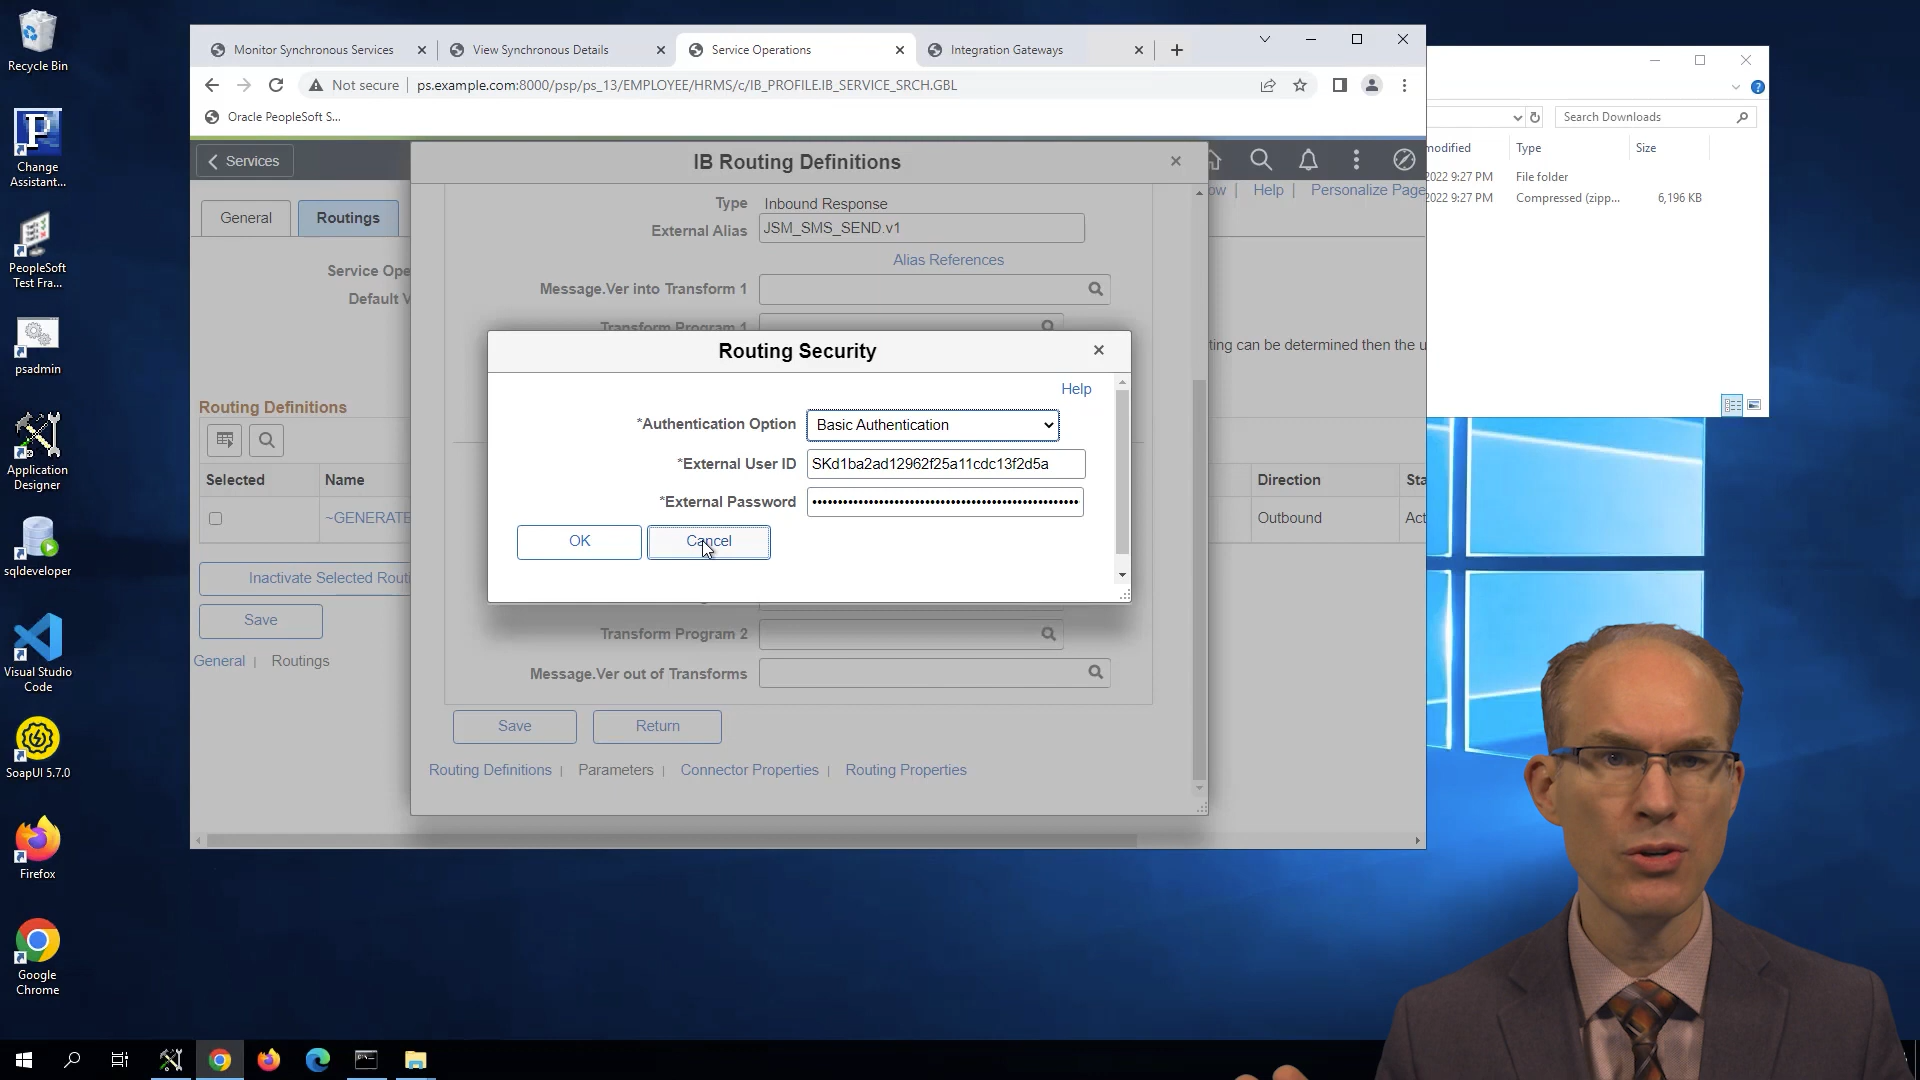 Recycle Bin
Change
Assistant...
PeopleSoft
Test Fra...
psadmin
Application
Designer
sqldeveloper
Visual Studio
Code
SoapUI 5.7.0
Firefox
Google
Chrome
Monitor Synchronous Services
View Synchronous Details
Service Operations
Integration Gateways
Not secure
ps.example.com:8000/psp/ps_13/EMPLOYEE/HRMS/c/IB_PROFILE.IB_SERVICE_SRCH.GBL
Oracle PeopleSoft S...
Services
IB Routing Definitions
Help
Personalize Page
General
Routings
Type Inbound Response
External Alias JSM_SMS_SEND.v1
Alias References
Service Ope
Default V
Message.Ver into Transform 1
Transform Program 1
Routing Security
Help
*Authentication Option Basic Authentication
*External User ID SKd1ba2ad12962f25a11cdc13f2d5a
*External Password
OK
Cancel
ting can be determined then the u
Routing Definitions
Selected
Name
Direction
Sta
~GENERATE
Outbound
Act
Inactivate Selected Routi
Save
General | Routings
Transform Program 2
Message.Ver out of Transforms
Save
Return
Routing Definitions | Parameters | Connector Properties | Routing Properties
Search Downloads
modified
Type
Size
2022 9:27 PM File folder
2022 9:27 PM Compressed (zipp... 6,196 KB